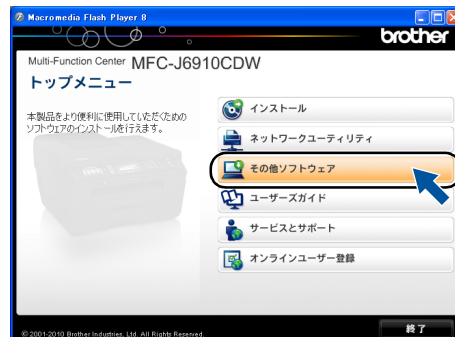 Macromedia Flash Player 8
brother
Multi-Function Center MFC-J6910CDW
トップメニュー
本製品をより便利に使用していただくための
ソフトウェアのインストールを行えます。
インストール
ネットワークユーティリティ
その他ソフトウェア
ユーザーズガイド
サービスとサポート
オンラインユーザー登録
© 2001-2010 Brother Industries, Ltd. All Rights Reserved.
終了